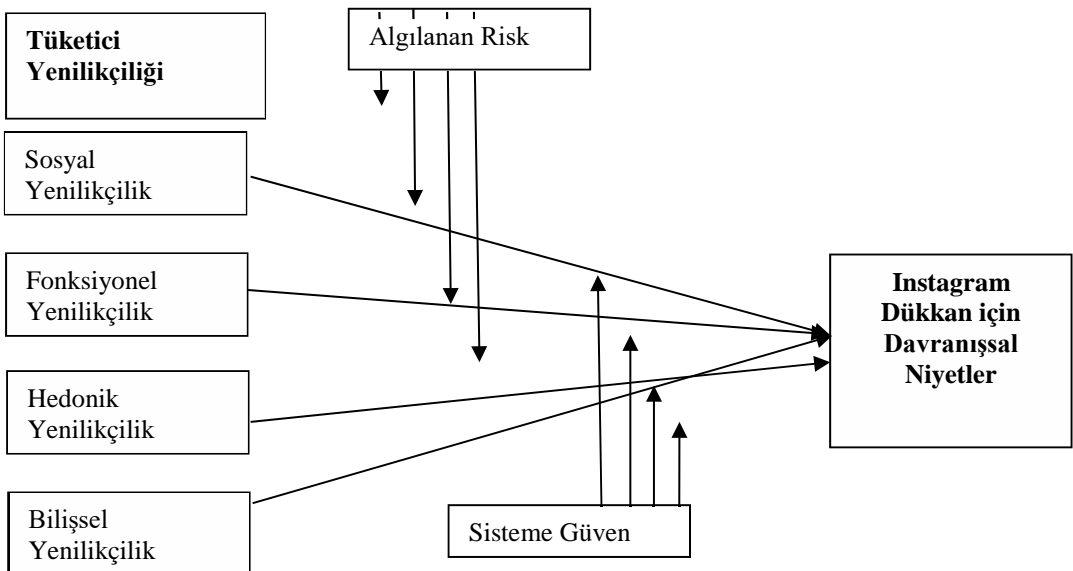 Tüketici
Yenilikçiliği
Algılanan Risk
Sosyal
Yenilikçilik
Fonksiyonel
Yenilikçilik
Hedonik
Yenilikçilik
Bilişsel
Yenilikçilik
Sisteme Güven
Instagram
Dükkan için
Davranışsal
Niyetler